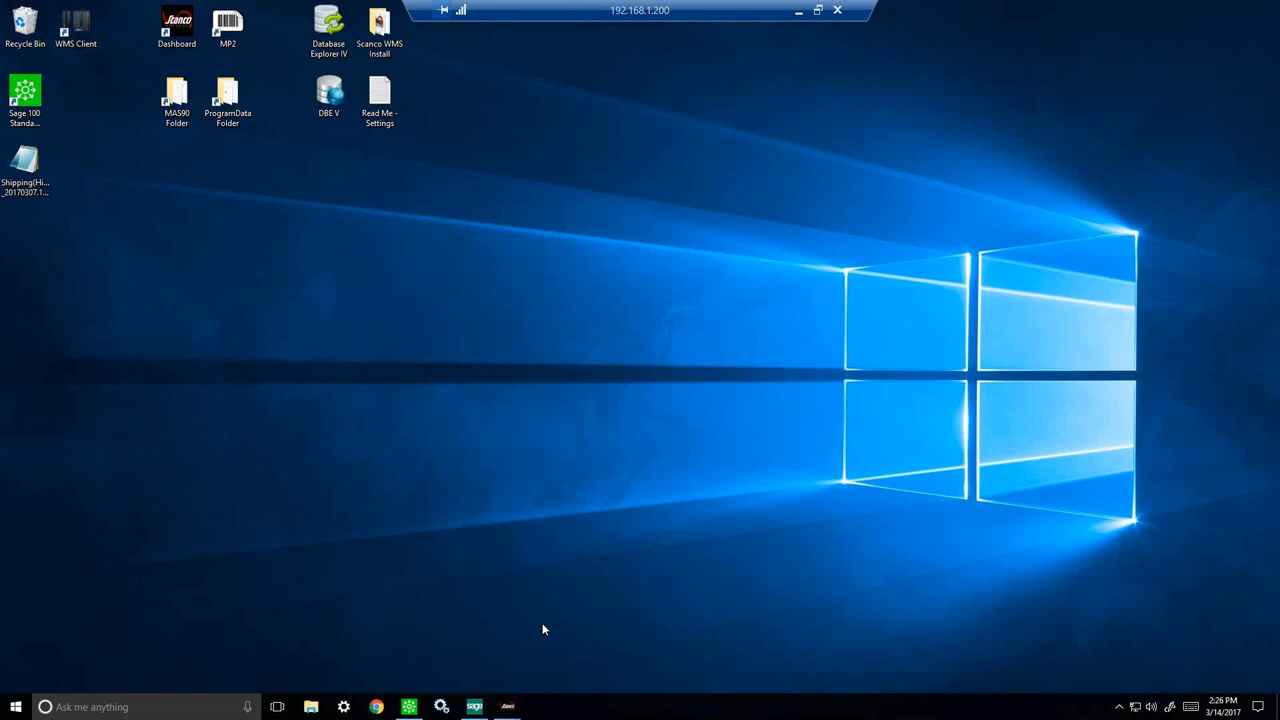 192.168.1.200
Recycle Bin
WMS Client
Scanco
Dashboard
MP2
Database
Explorer IV
Scanco WMS
Install
Sage 100
Standa...
MAS90
Folder
ProgramData
Folder
DBE V
Read Me -
Settings
Shipping(Hi...
_20170307.1...
Ask me anything
sage
2:26 PM
3/14/2017